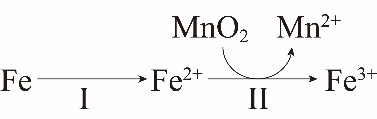 MnO₂ Mn²⁺
Fe Fe²⁺ Fe³⁺
I II